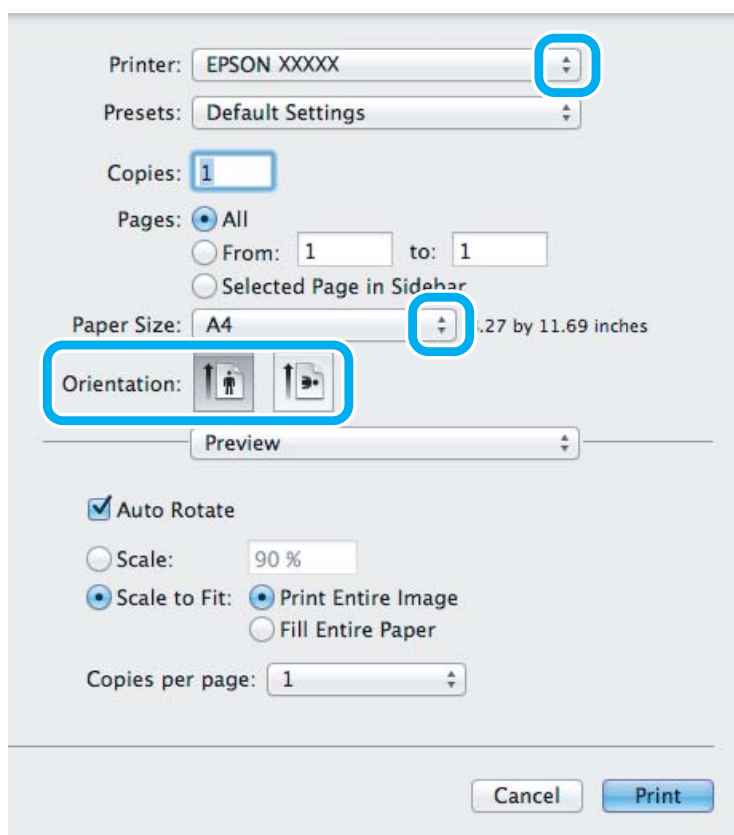 Printer: EPSON XXXXX
Presets: Default Settings
Copies: 1
Pages: All
From: 1 to: 1
Selected Page in Sidebar
Paper Size: A4 .27 by 11.69 inches
Orientation:
Preview
Auto Rotate
Scale: 90 %
Scale to Fit: Print Entire Image
Fill Entire Paper
Copies per page: 1
Cancel Print